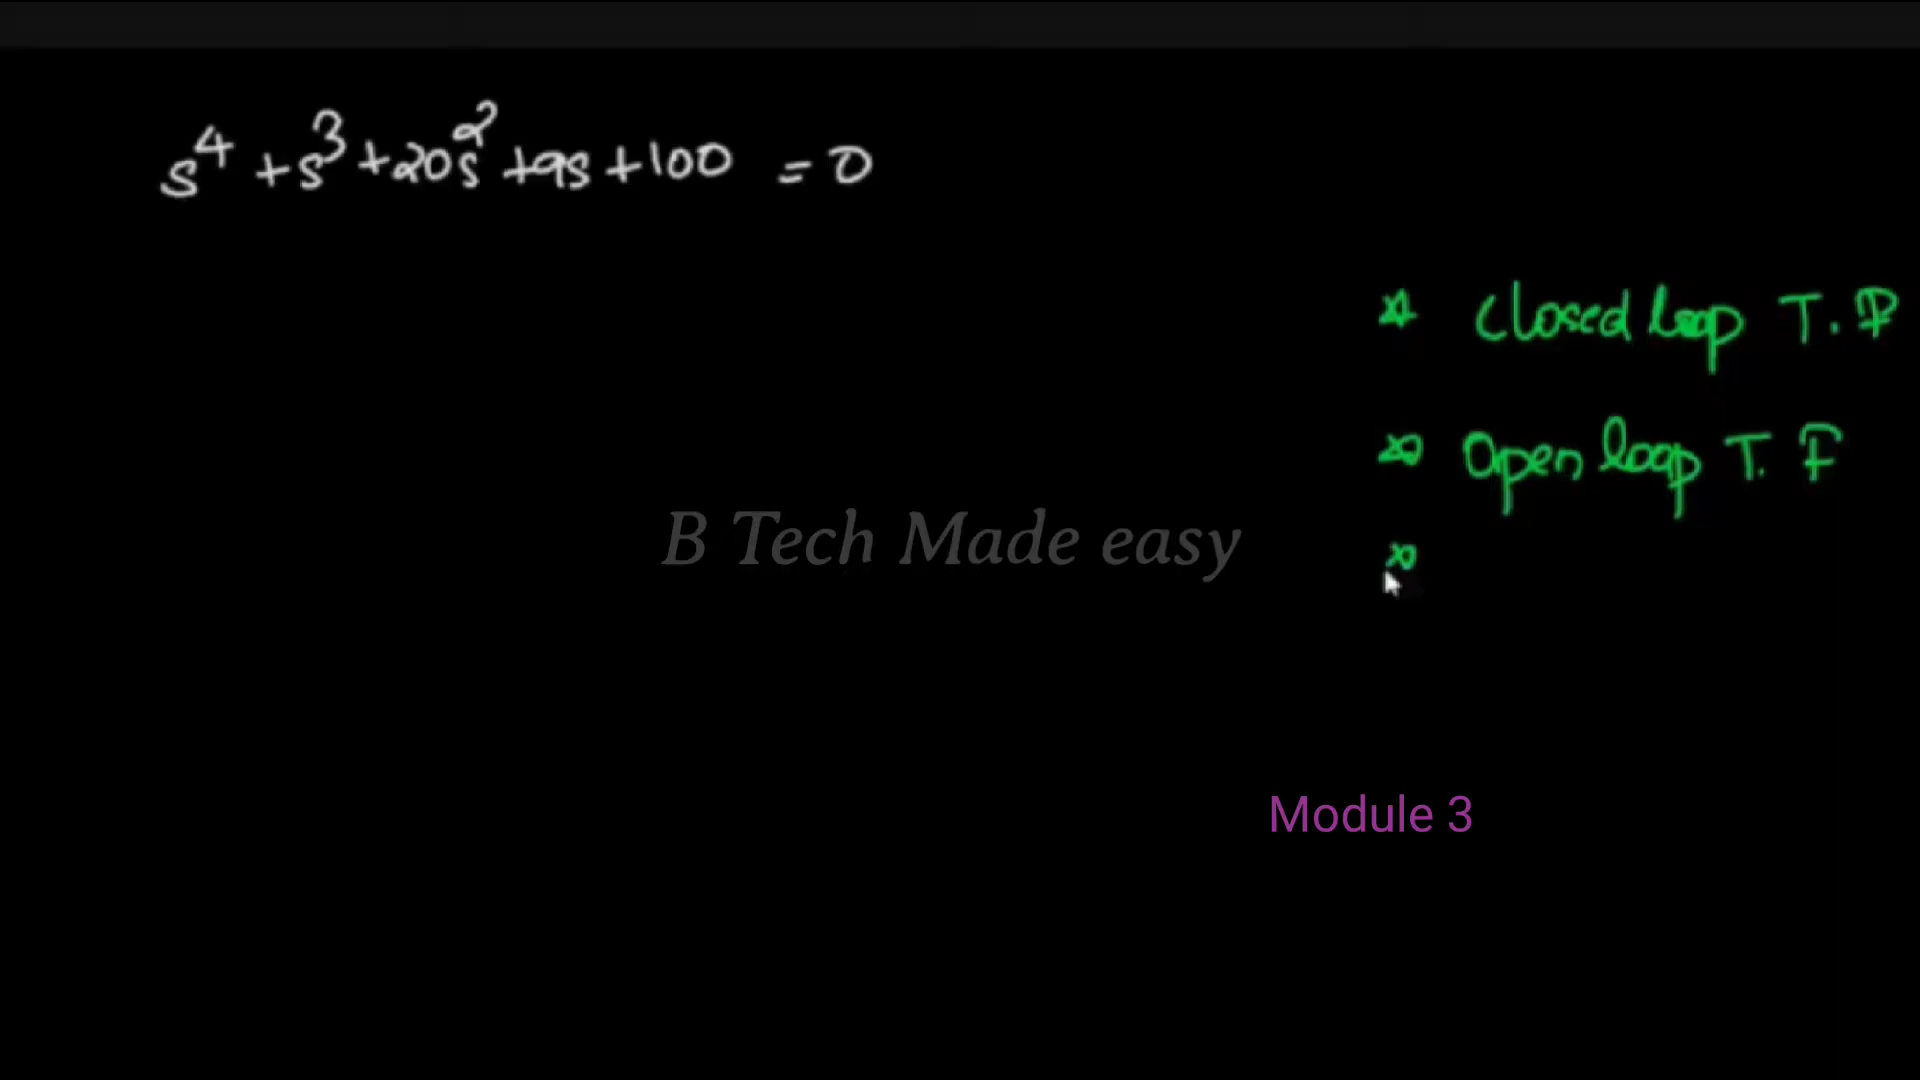 s⁴ + s³ + 20s² + 9s + 100 = 0
* Closed loop T.F
* Open loop T.F
B Tech Made easy
*
Module 3